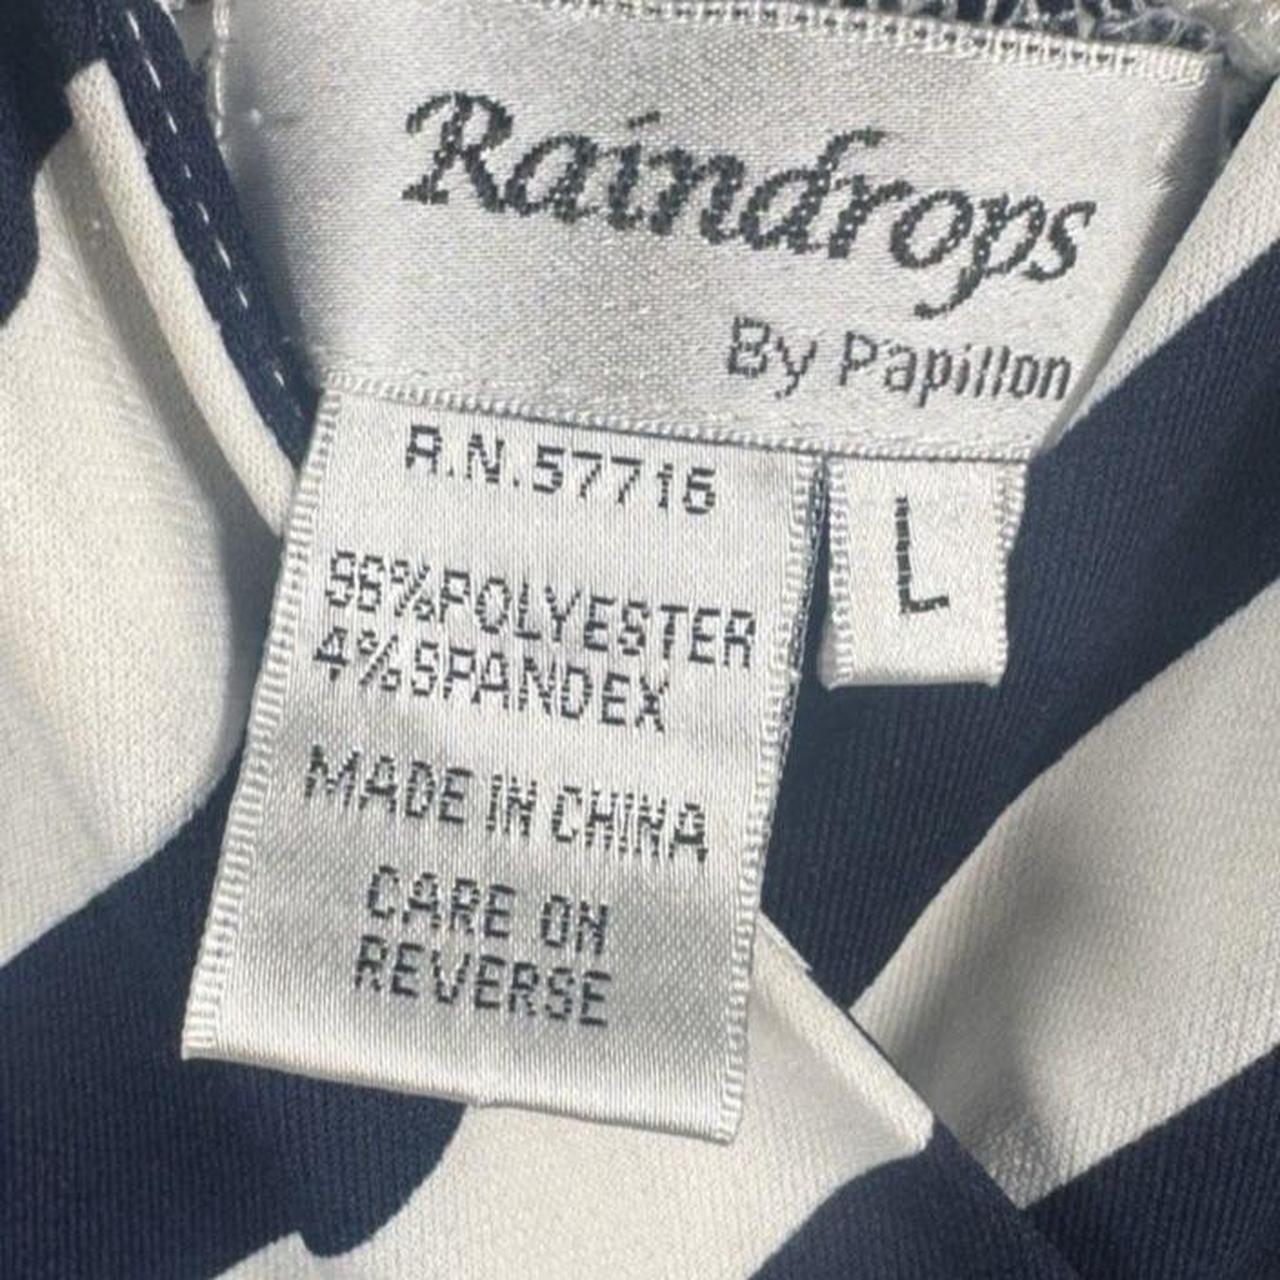 Raindrops
By Papillon
R.N.57716
L
96%POLYESTER
4%SPANDEX
MADE IN CHINA
CARE ON
REVERSE